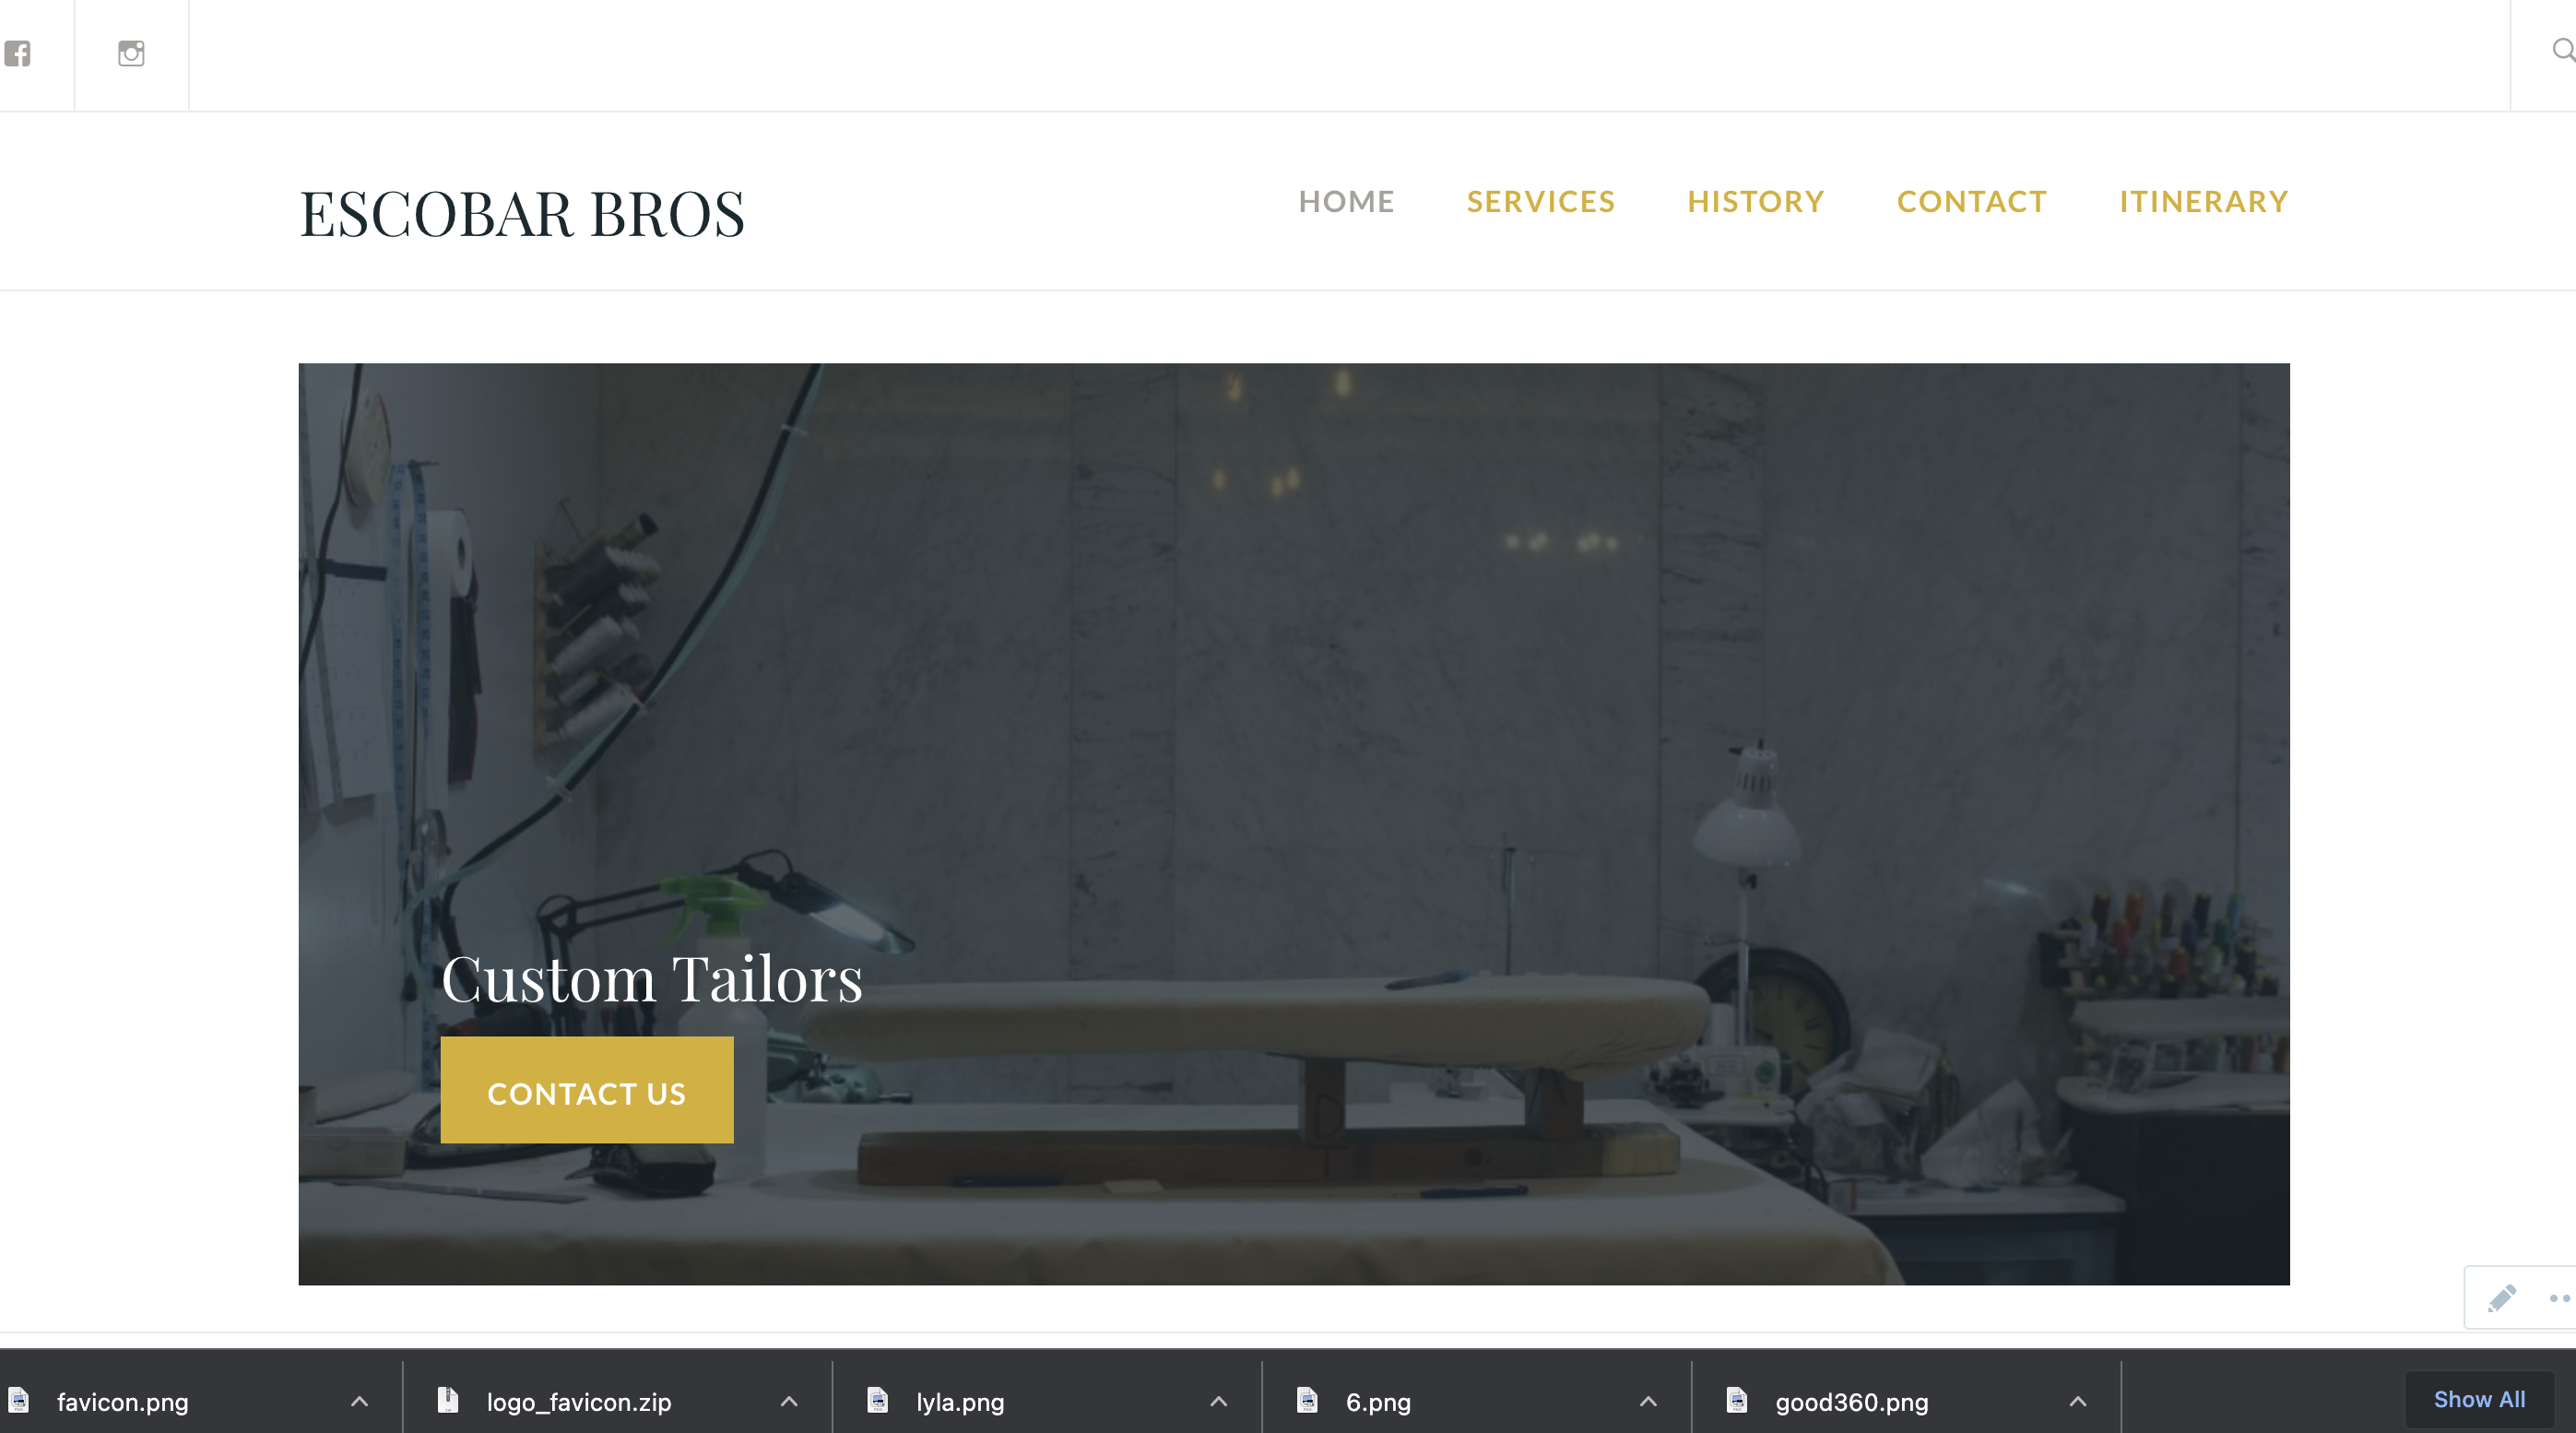 ESCOBAR BROS
HOME SERVICES HISTORY CONTACT ITINERARY
Custom Tailors
CONTACT US
favicon.png logo_favicon.zip lyla.png 6.png good360.png Show All